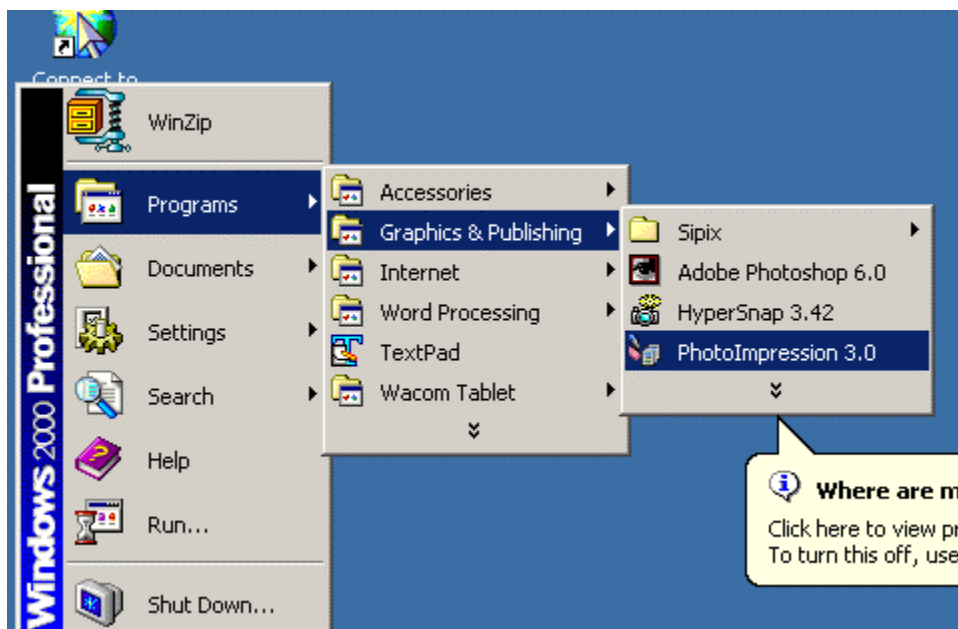 Connect to
WinZip
Programs
Documents
Settings
Search
Help
Run...
Shut Down...
Windows 2000 Professional
Accessories
Graphics & Publishing
Internet
Word Processing
TextPad
Wacom Tablet
Sipix
Adobe Photoshop 6.0
HyperSnap 3.42
PhotoImpression 3.0
Where are m
Click here to view pr
To turn this off, use